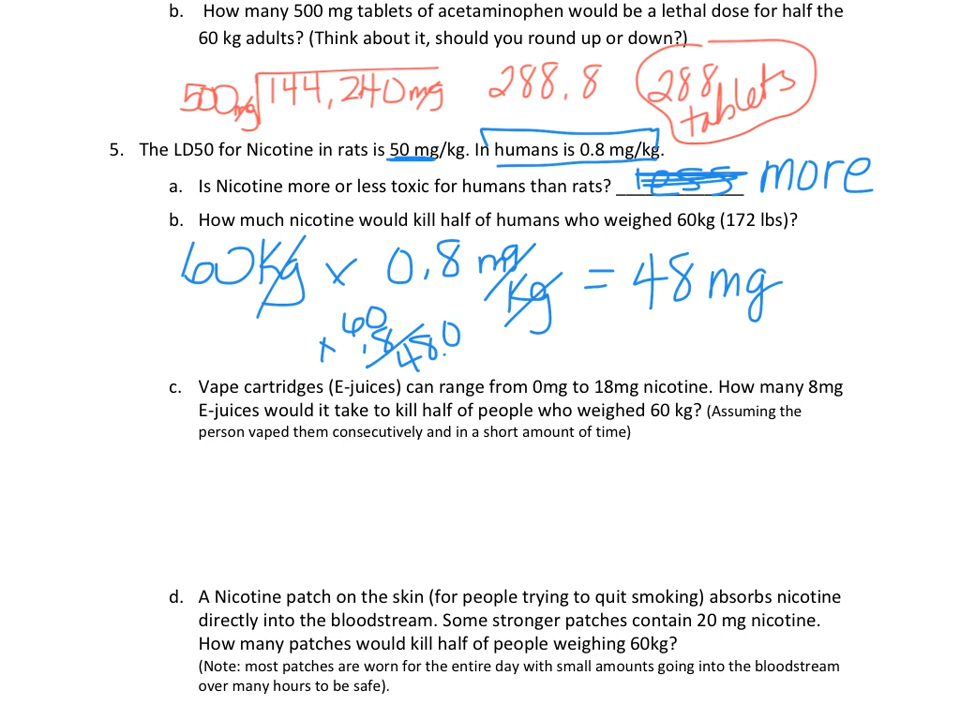 b. How many 500 mg tablets of acetaminophen would be a lethal dose for half the
60 kg adults? (Think about it, should you round up or down?)
500mg 144,240mg 288.8 288 tablets
5. The LD50 for Nicotine in rats is 50 mg/kg. In humans is 0.8 mg/kg.
a. Is Nicotine more or less toxic for humans than rats? less more
b. How much nicotine would kill half of humans who weighed 60kg (172 lbs)?
60kg x 0.8 mg/kg = 48 mg
60
x .8 48.0
c. Vape cartridges (E-juices) can range from 0mg to 18mg nicotine. How many 8mg
E-juices would it take to kill half of people who weighed 60 kg? (Assuming the
person vaped them consecutively and in a short amount of time)
d. A Nicotine patch on the skin (for people trying to quit smoking) absorbs nicotine
directly into the bloodstream. Some stronger patches contain 20 mg nicotine.
How many patches would kill half of people weighing 60kg?
(Note: most patches are worn for the entire day with small amounts going into the bloodstream
over many hours to be safe).